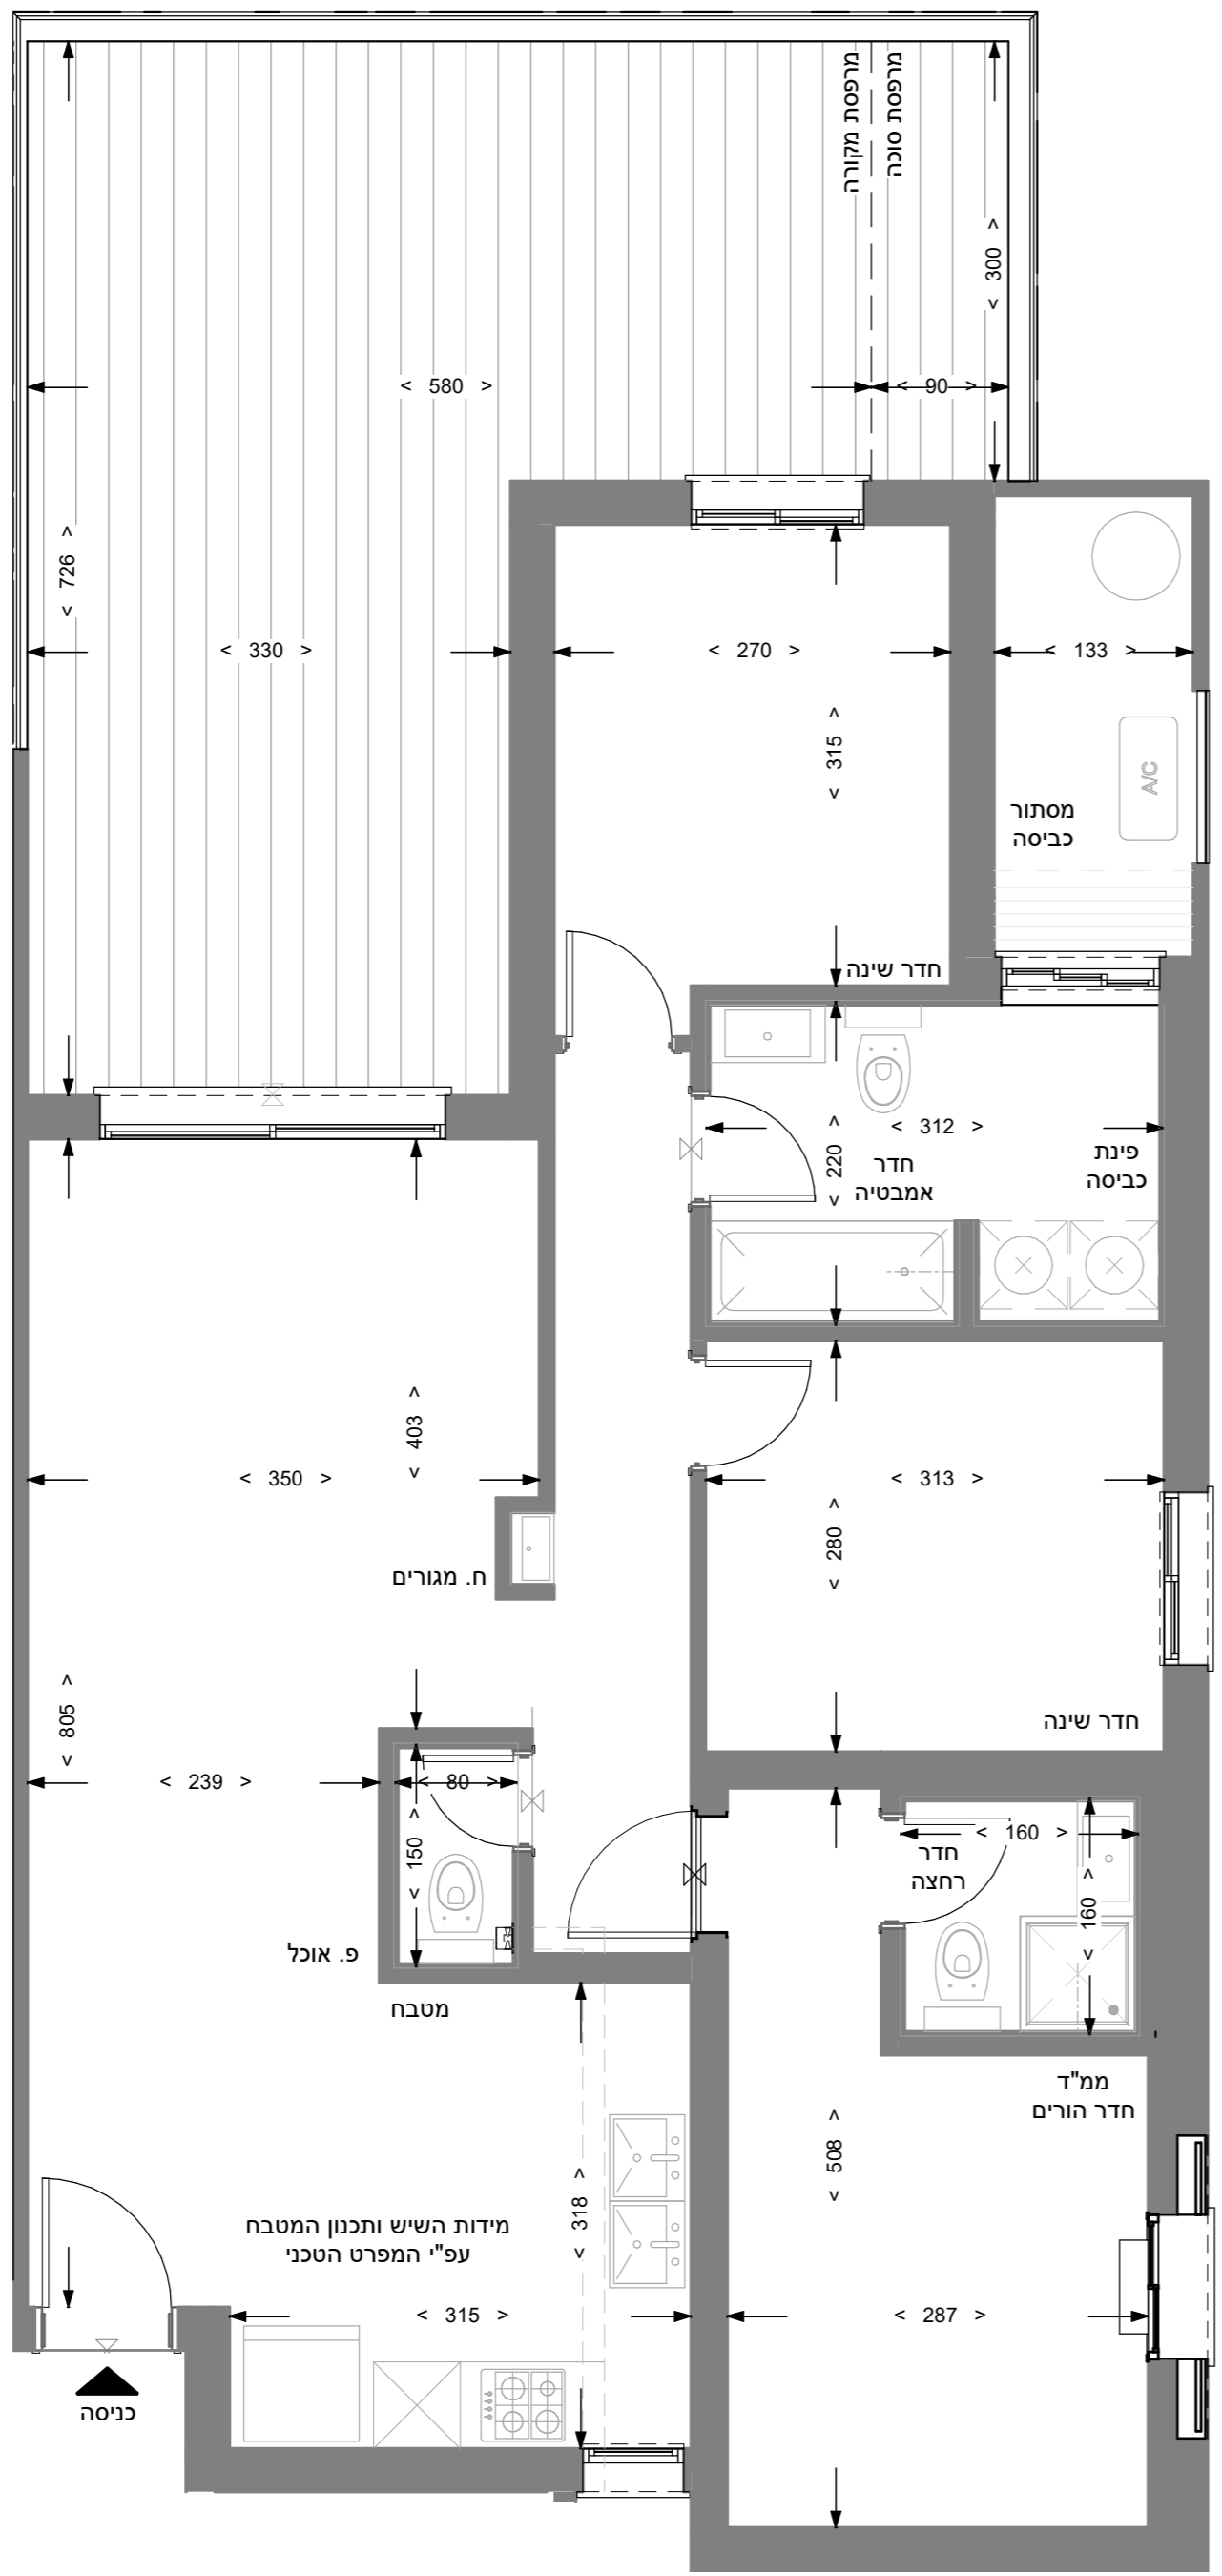 מרפסת מקורה
מרפסת סוכה
< 300 >
< 580 >
< 90 >
< 726 >
< 330 >
< 270 >
< 133 >
< 315 >
A/C
מסתור
כביסה
חדר שינה
< 312 >
< 220 >
חדר
אמבטיה
פינת
כביסה
< 403 >
< 350 >
< 313 >
< 280 >
ח. מגורים
< 805 >
חדר שינה
< 239 >
< 80 >
< 150 >
< 160 >
חדר
רחצה
< 160 >
פ. אוכל
מטבח
ממ"ד
חדר הורים
< 508 >
< 318 >
מידות השיש ותכנון המטבח
עפ"י המפרט הטכני
< 315 >
< 287 >
כניסה